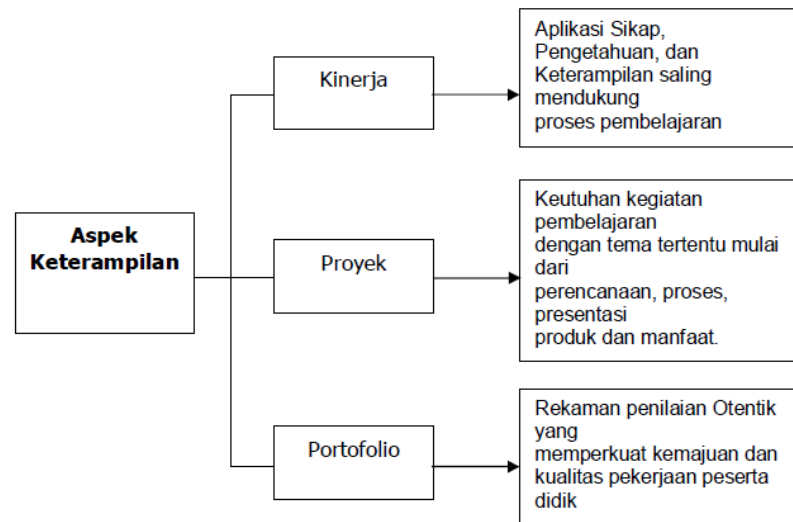 Aspek
Keterampilan
Kinerja
Aplikasi Sikap,
Pengetahuan, dan
Keterampilan saling
mendukung
proses pembelajaran
Proyek
Keutuhan kegiatan
pembelajaran
dengan tema tertentu mulai
dari
perencanaan, proses,
presentasi
produk dan manfaat.
Portofolio
Rekaman penilaian Otentik
yang
memperkuat kemajuan dan
kualitas pekerjaan peserta
didik